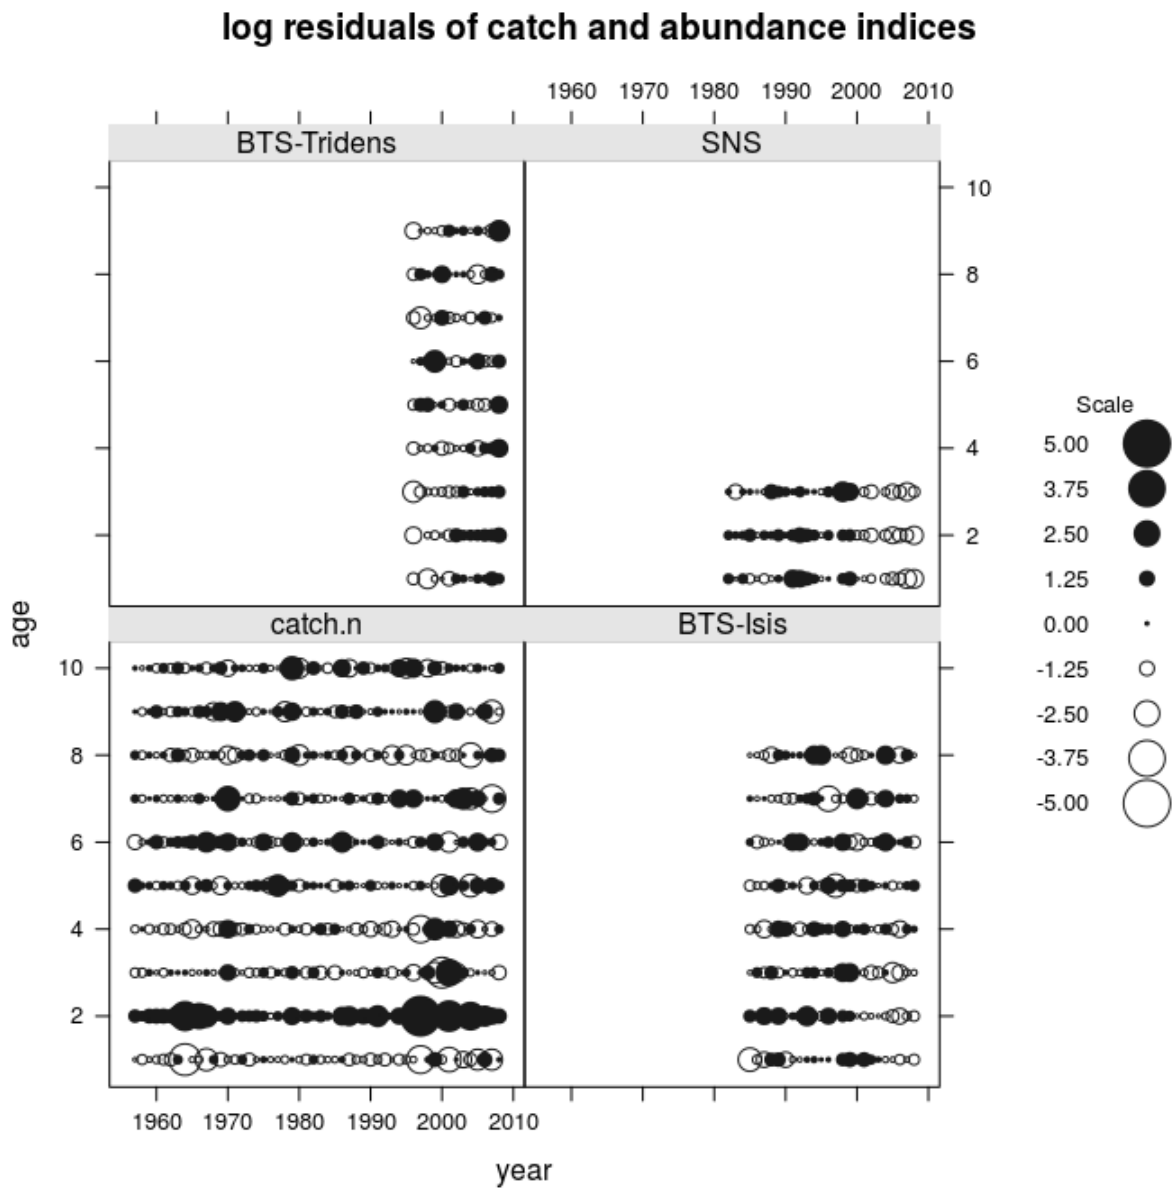 log residuals of catch and abundance indices
1960 1970 1980 1990 2000 2010
BTS-Tridens SNS
10
8
6
4
2
catch.n BTS-Isis
10
8
6
4
2
1960 1970 1980 1990 2000 2010
year
age
Scale
5.00
3.75
2.50
1.25
0.00
-1.25
-2.50
-3.75
-5.00